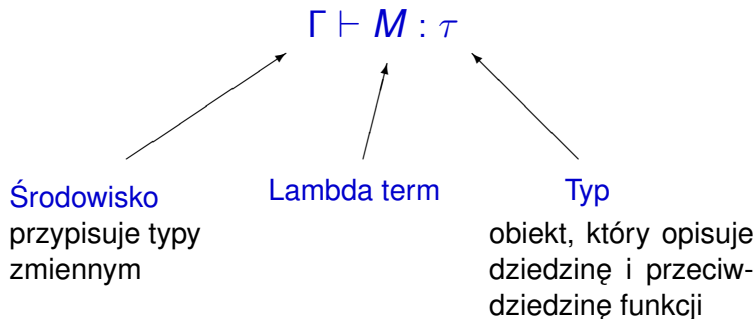 Γ ⊢ M : τ
Środowisko
przypisuje typy
zmiennym
Lambda term
Typ
obiekt, który opisuje
dziedzinę i przeciw-
dziedzinę funkcji